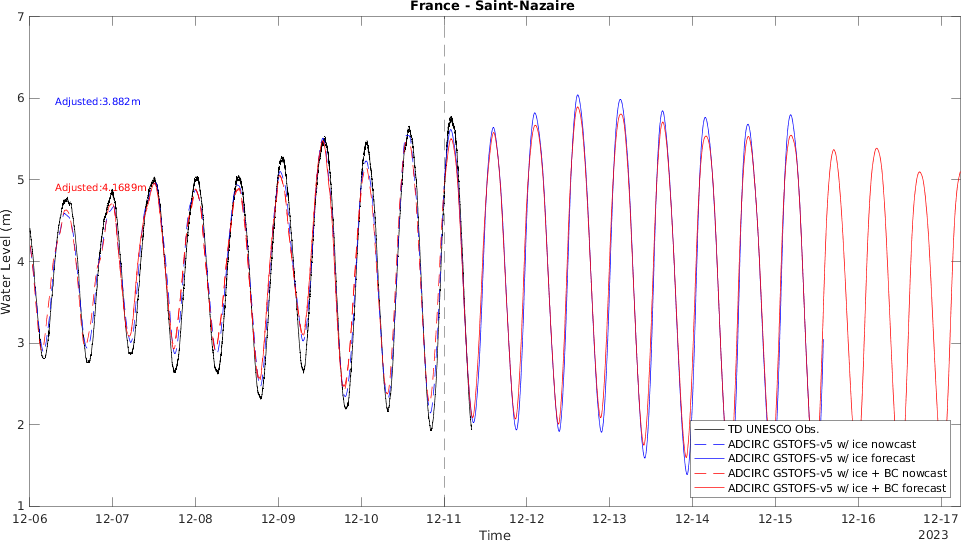 France - Saint-Nazaire
7
6
5
4
3
2
1
Water Level (m)
Adjusted:3.882m
Adjusted:4.1689m
TD UNESCO Obs.
ADCIRC GSTOFS-v5 w/ ice nowcast
ADCIRC GSTOFS-v5 w/ ice forecast
ADCIRC GSTOFS-v5 w/ ice + BC nowcast
ADCIRC GSTOFS-v5 w/ ice + BC forecast
12-06 12-07 12-08 12-09 12-10 12-11 12-12 12-13 12-14 12-15 12-16 12-17
Time
2023